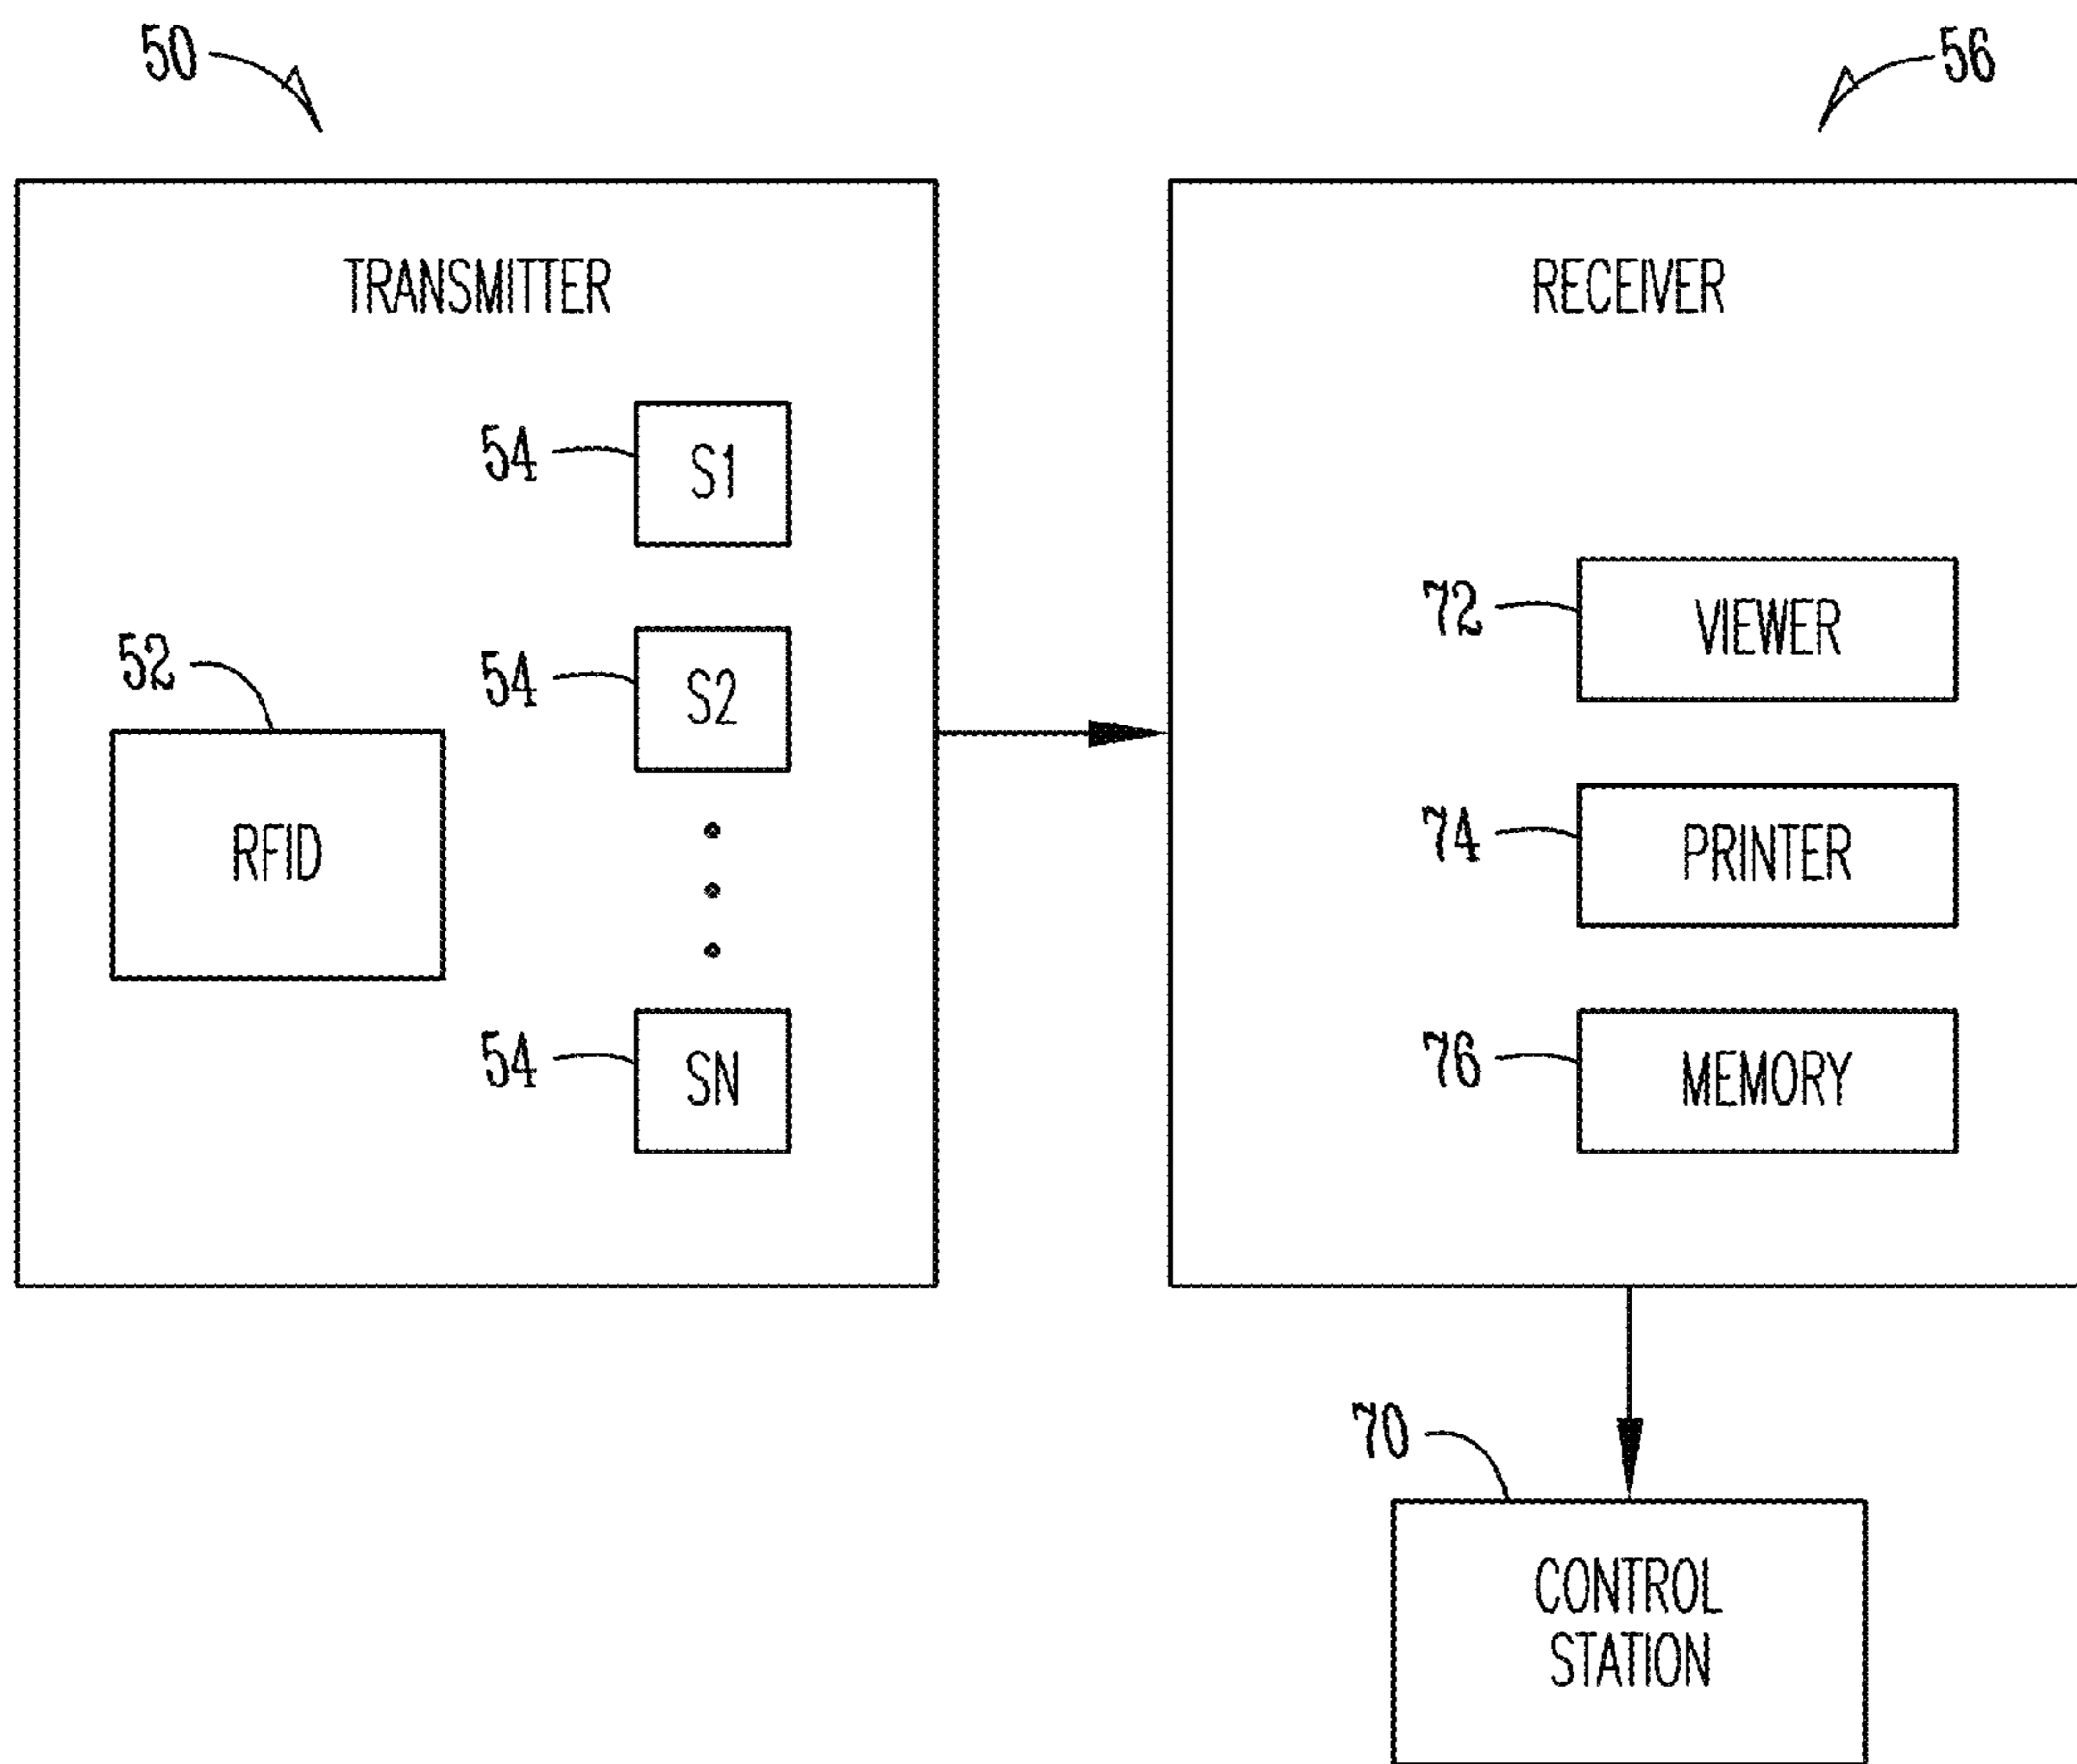 50
56
TRANSMITTER
RECEIVER
54
S1
72
VIEWER
52
54
S2
RFID
74
PRINTER
54
SN
76
MEMORY
70
CONTROL
STATION